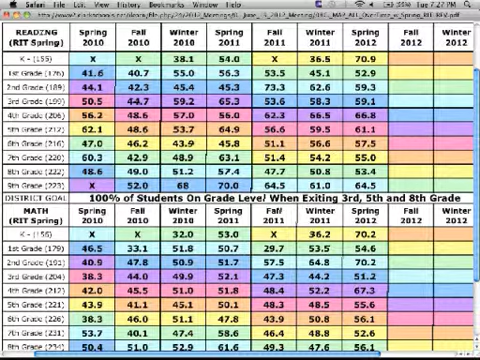 Safari File Edit View History Bookmarks Window Help Tue 7:27 PM
READING (RIT Spring) Spring 2010 Fall 2010 Winter 2010 Spring 2011 Fall 2011 Winter 2012 Spring 2012 Fall 2012 Winter 2012
K - (155) X X 38.1 54.0 X 36.5 70.9
1st Grade (176) 41.6 40.7 55.0 56.3 53.5 45.1 52.9
2nd Grade (189) 44.1 42.3 45.4 45.3 73.3 62.6 59.3
3rd Grade (199) 50.5 44.7 59.2 65.3 53.6 58.3 59.1
4th Grade (206) 56.2 48.6 57.0 56.0 62.3 66.5 66.8
5th Grade (212) 62.1 48.6 53.7 64.9 56.6 59.5 61.1
6th Grade (216) 47.0 46.2 43.9 45.8 51.1 56.6 57.5
7th Grade (220) 60.3 42.9 48.9 63.1 51.4 54.2 55.0
8th Grade (222) 48.6 49.0 51.2 57.4 47.7 50.8 53.4
9th Grade (223) X 52.0 68 70.0 64.5 61.0 64.5
DISTRICT GOAL 100% of Students On Grade Level When Exiting 3rd, 5th and 8th Grade
MATH (RIT Spring) Spring 2010 Fall 2010 Winter 2010 Spring 2011 Fall 2011 Winter 2012 Spring 2012 Fall 2012 Winter 2012
K - (156) X X 32.0 53.0 X 36.2 70.2
1st Grade (179) 46.5 33.1 51.8 50.7 29.7 53.5 54.6
2nd Grade (191) 40.9 47.8 50.9 51.7 57.5 64.8 70.2
3rd Grade (204) 38.3 44.0 49.9 52.1 47.3 44.2 51.2
4th Grade (212) 42.0 45.5 51.0 51.8 48.4 52.2 67.3
5th Grade (221) 43.9 41.1 45.1 50.1 48.3 48.5 55.6
6th Grade (226) 38.3 46.0 51.1 47.8 43.9 50.2 56.1
7th Grade (231) 53.7 40.1 47.4 58.6 46.4 48.8 52.6
8th Grade (234) 50.4 51.0 52.9 61.6 49.3 47.6 56.1